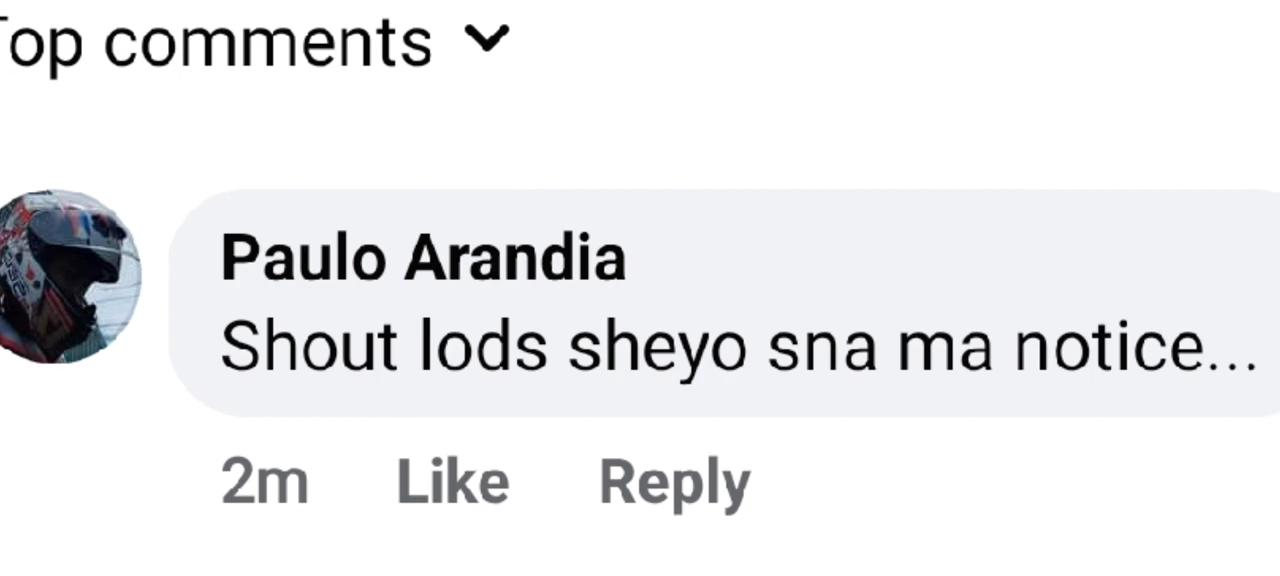 Top comments
Paulo Arandia
Shout lods sheyo sna ma notice...
2m Like Reply